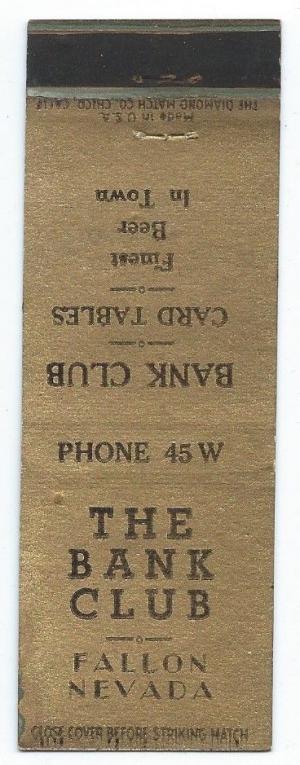 THE DIAMOND MATCH CO. CHICO, CALIF.
Made in U.S.A.
BANK CLUB
CARD TABLES
Finest
Beer
In Town
PHONE 45 W
THE
BANK
CLUB
FALLON
NEVADA
CLOSE COVER BEFORE STRIKING MATCH